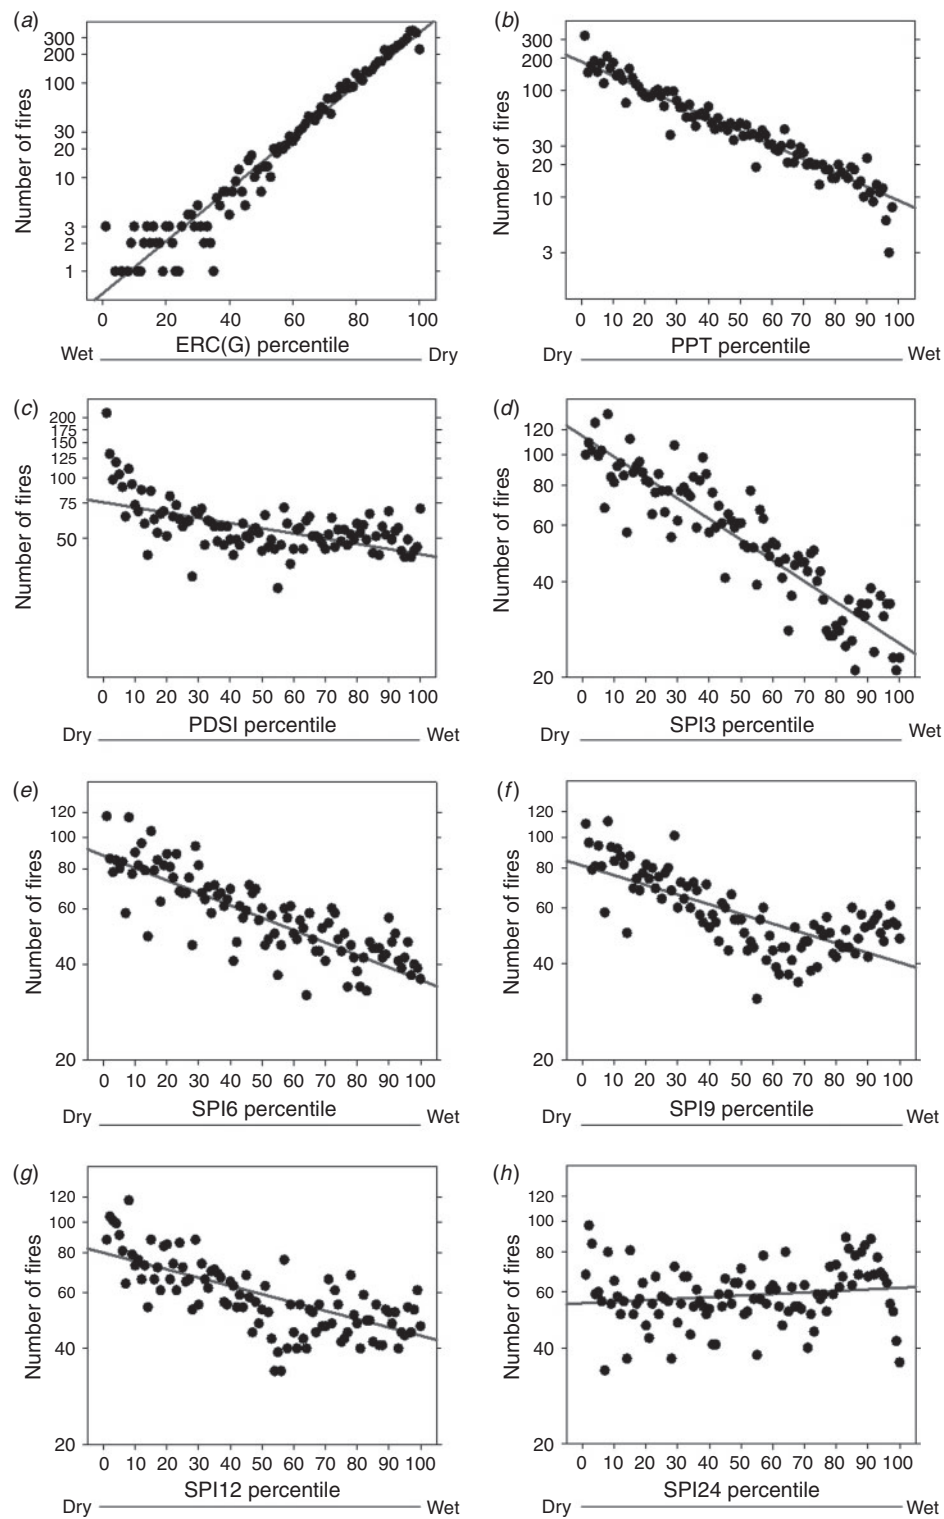 (a)
300
200
100
30
20
10
3
2
1
Number of fires
0 20 40 60 80 100
ERC(G) percentile
Wet Dry
(b)
300
200
100
30
20
10
3
Number of fires
0 10 20 30 40 50 60 70 80 90 100
PPT percentile
Dry Wet
(c)
200
175
150
125
100
75
50
Number of fires
0 10 20 30 40 50 60 70 80 90 100
PDSI percentile
Dry Wet
(d)
120
100
80
60
40
20
Number of fires
0 10 20 30 40 50 60 70 80 90 100
SPI3 percentile
Dry Wet
(e)
120
100
80
60
40
20
Number of fires
0 10 20 30 40 50 60 70 80 90 100
SPI6 percentile
Dry Wet
(f)
120
100
80
60
40
20
Number of fires
0 10 20 30 40 50 60 70 80 90 100
SPI9 percentile
Dry Wet
(g)
120
100
80
60
40
20
Number of fires
0 10 20 30 40 50 60 70 80 90 100
SPI12 percentile
Dry Wet
(h)
120
100
80
60
40
20
Number of fires
0 10 20 30 40 50 60 70 80 90 100
SPI24 percentile
Dry Wet